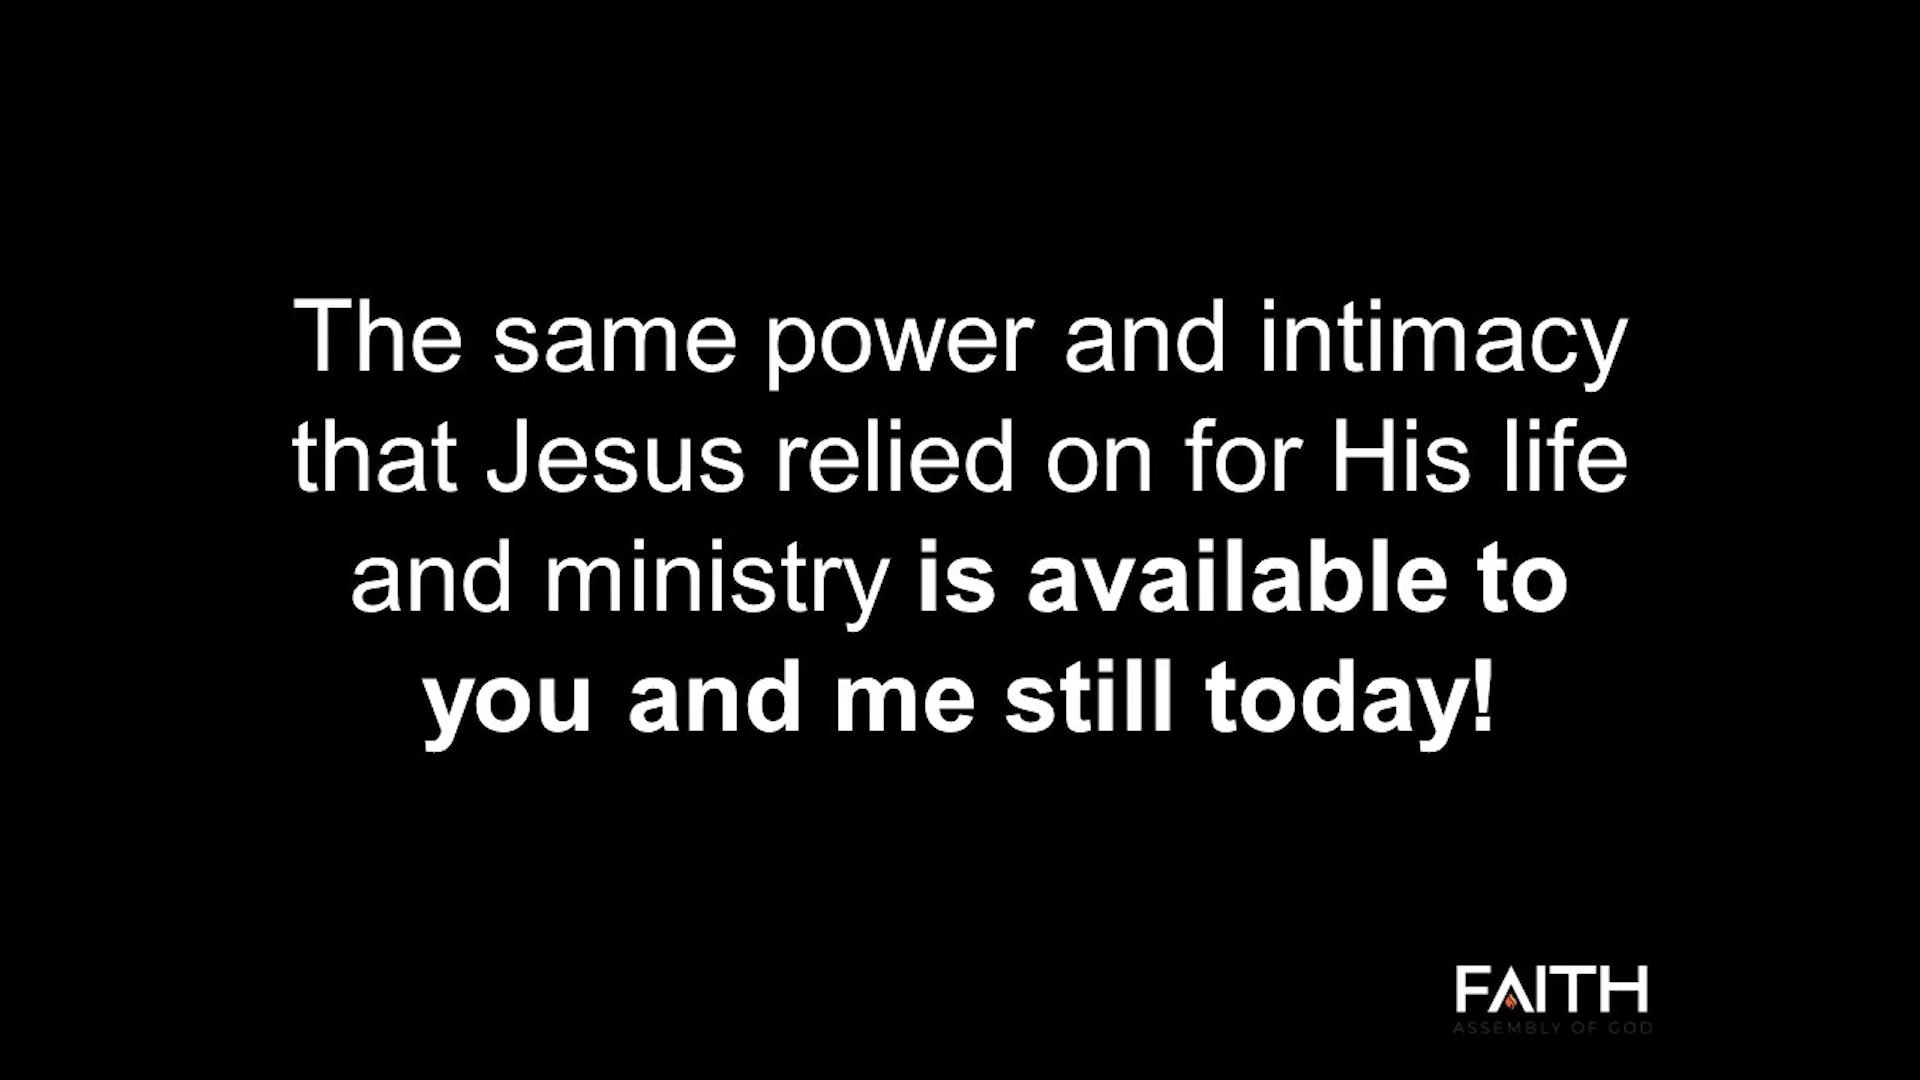 The same power and intimacy
that Jesus relied on for His life
and ministry is available to
you and me still today!
FAITH
ASSEMBLY OF GOD